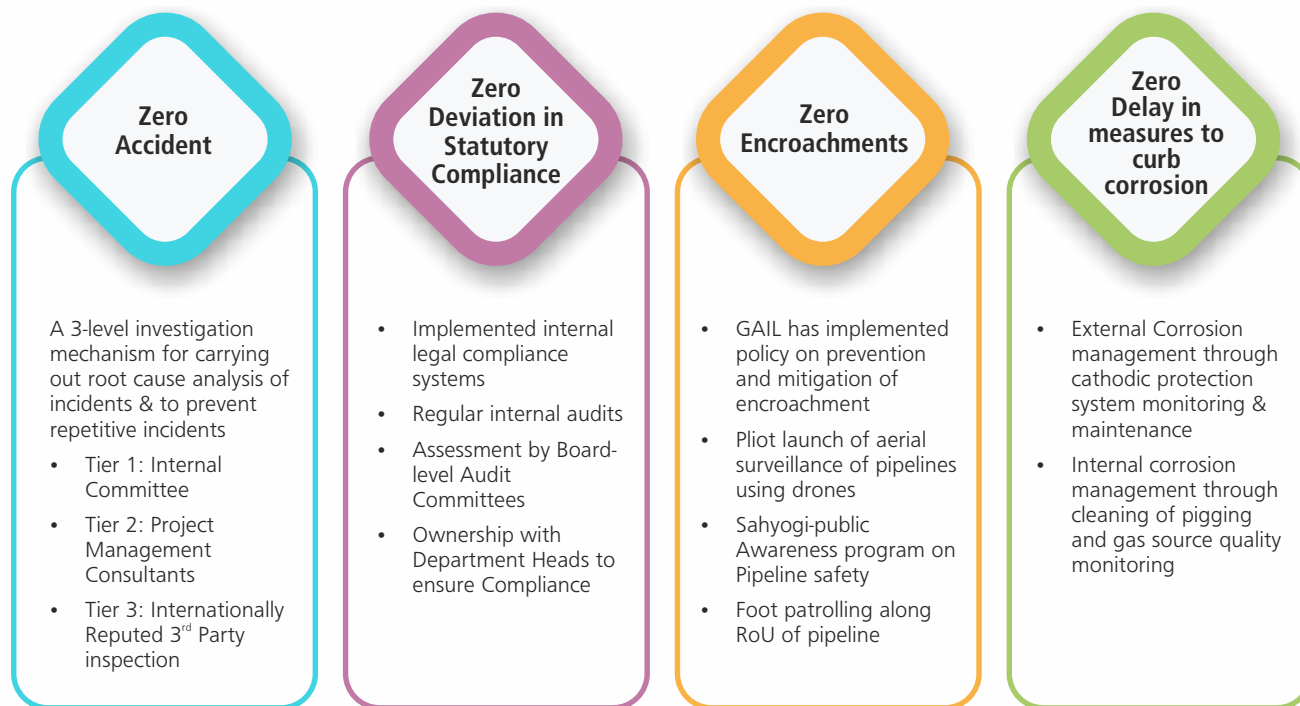 Zero
Accident
A 3-level investigation
mechanism for carrying
out root cause analysis of
incidents & to prevent
repetitive incidents
• Tier 1: Internal
Committee
• Tier 2: Project
Management
Consultants
• Tier 3: Internationally
Reputed 3rd Party
inspection
Zero
Deviation in
Statutory
Compliance
• Implemented internal
legal compliance
systems
• Regular internal audits
• Assessment by Board-
level Audit
Committees
• Ownership with
Department Heads to
ensure Compliance
Zero
Encroachments
• GAIL has implemented
policy on prevention
and mitigation of
encroachment
• Pliot launch of aerial
surveillance of pipelines
using drones
• Sahyogi-public
Awareness program on
Pipeline safety
• Foot patrolling along
RoU of pipeline
Zero
Delay in
measures to
curb
corrosion
• External Corrosion
management through
cathodic protection
system monitoring &
maintenance
• Internal corrosion
management through
cleaning of pigging
and gas source quality
monitoring